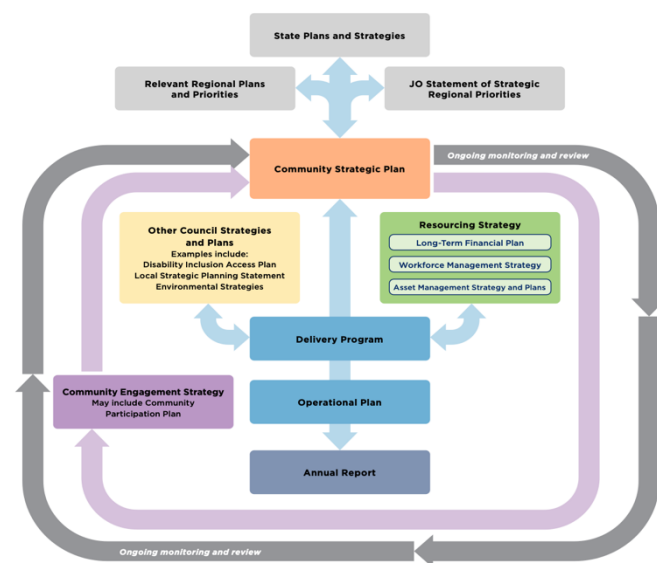 State Plans and Strategies
Relevant Regional Plans
and Priorities
JO Statement of Strategic
Regional Priorities
Community Strategic Plan
Ongoing monitoring and review
Other Council Strategies
and Plans
Examples include:
Disability Inclusion Access Plan
Local Strategic Planning Statement
Environmental Strategies
Resourcing Strategy
Long-Term Financial Plan
Workforce Management Strategy
Asset Management Strategy and Plans
Delivery Program
Community Engagement Strategy
May include Community
Participation Plan
Operational Plan
Annual Report
Ongoing monitoring and review